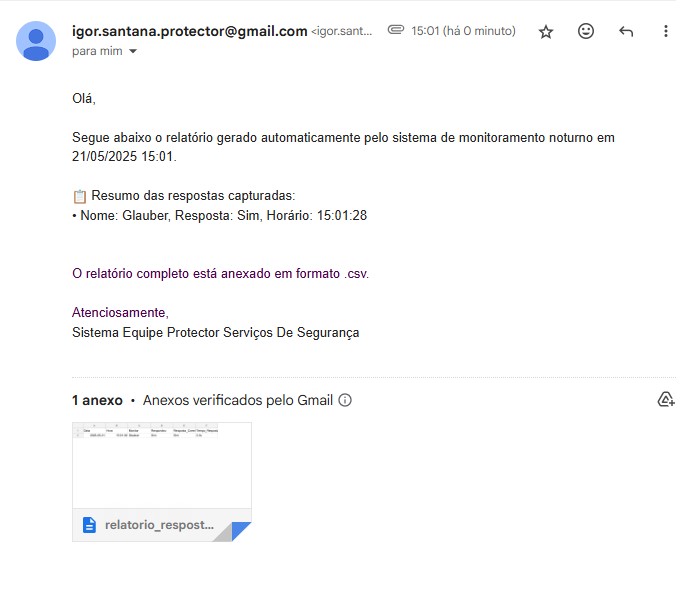 igor.santana.protector@gmail.com <igor.sant... 15:01 (há 0 minuto)
para mim
Olá,
Segue abaixo o relatório gerado automaticamente pelo sistema de monitoramento noturno em
21/05/2025 15:01.
Resumo das respostas capturadas:
• Nome: Glauber, Resposta: Sim, Horário: 15:01:28
O relatório completo está anexado em formato .csv.
Atenciosamente,
Sistema Equipe Protector Serviços De Segurança
1 anexo • Anexos verificados pelo Gmail
relatorio_respost...